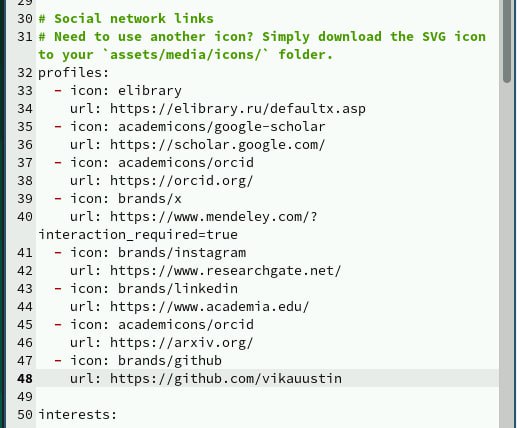 29
30 # Social network links
31 # Need to use another icon? Simply download the SVG icon
to your `assets/media/icons/` folder.
32 profiles:
33   - icon: elibrary
34     url: https://elibrary.ru/defaultx.asp
35   - icon: academicons/google-scholar
36     url: https://scholar.google.com/
37   - icon: academicons/orcid
38     url: https://orcid.org/
39   - icon: brands/x
40     url: https://www.mendeley.com/?
interaction_required=true
41   - icon: brands/instagram
42     url: https://www.researchgate.net/
43   - icon: brands/linkedin
44     url: https://www.academia.edu/
45   - icon: academicons/orcid
46     url: https://arxiv.org/
47   - icon: brands/github
48     url: https://github.com/vikauustin
49
50 interests: